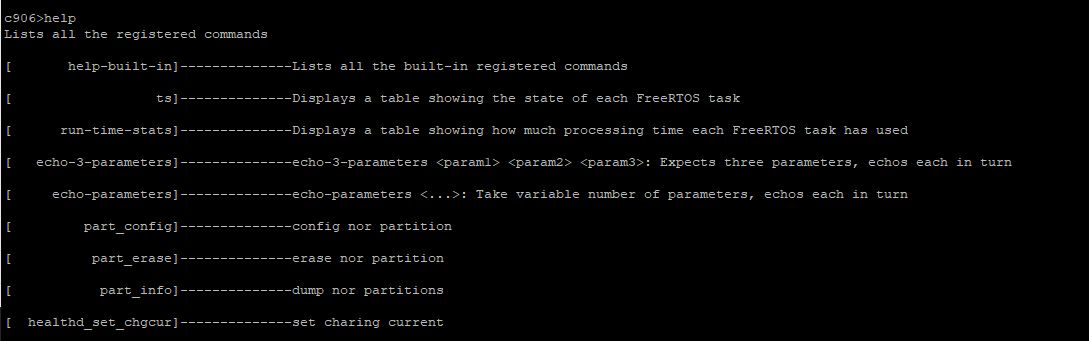 c906>help
Lists all the registered commands
[       help-built-in]--------------Lists all the built-in registered commands
[                  ts]--------------Displays a table showing the state of each FreeRTOS task
[      run-time-stats]--------------Displays a table showing how much processing time each FreeRTOS task has used
[   echo-3-parameters]--------------echo-3-parameters <param1> <param2> <param3>: Expects three parameters, echos each in turn
[     echo-parameters]--------------echo-parameters <...>: Take variable number of parameters, echos each in turn
[         part_config]--------------config nor partition
[          part_erase]--------------erase nor partition
[           part_info]--------------dump nor partitions
[  healthd_set_chgcur]--------------set charing current